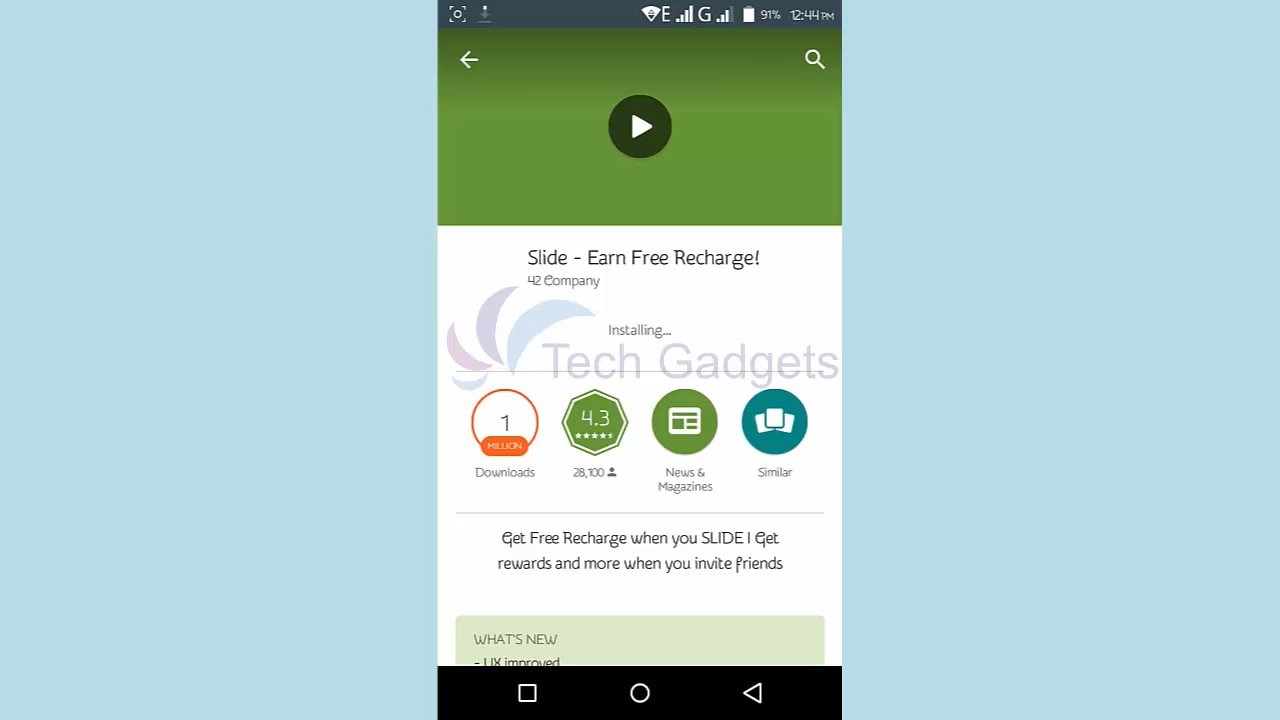 E G 91% 12:44 PM
Slide - Earn Free Recharge!
42 Company
Installing...
Tech Gadgets
1
MILLION
Downloads
4.3
28,100
News &
Magazines
Similar
Get Free Recharge when you SLIDE I Get
rewards and more when you invite friends
WHAT'S NEW
- UX improved